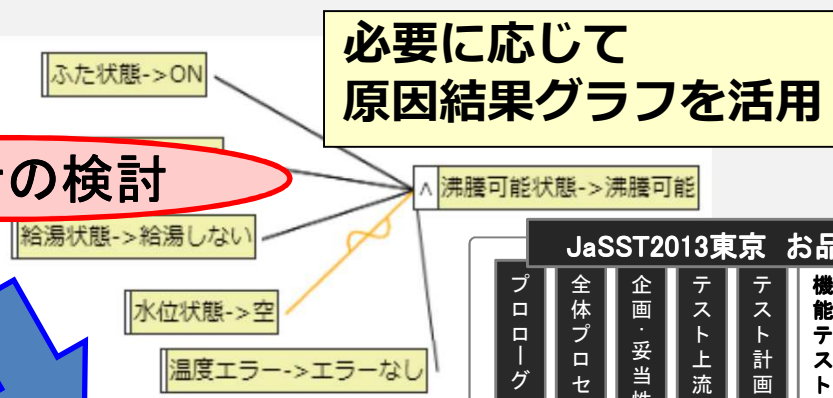 必要に応じて
原因結果グラフを活用
ふた状態->ON
の検討
∧ 沸騰可能状態->沸騰可能
給湯状態->給湯しない
水位状態->空
温度エラー->エラーなし
JaSST2013東京 お品
プロローグ
全体プロセ
企画・妥当性
テスト上流
テスト計画
機能テスト